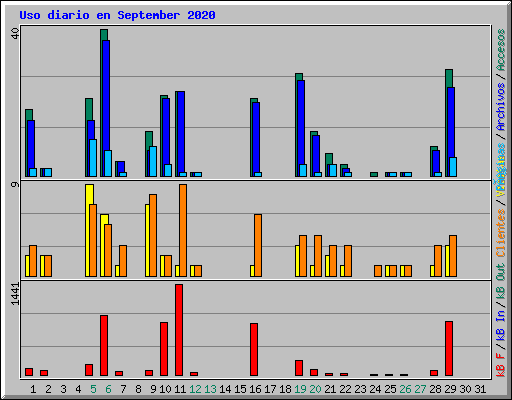 Uso diario en September 2020
40
9
1441
1 2 3 4 5 6 7 8 9 10 11 12 13 14 15 16 17 18 19 20 21 22 23 24 25 26 27 28 29 30 31
kB F / kB In / kB Out Clientes / Archivos / Accesos